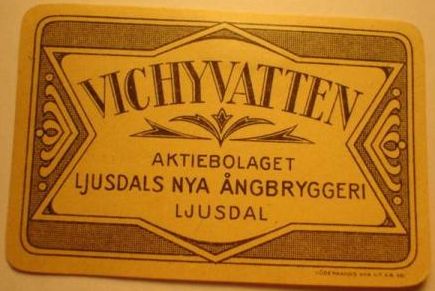 VICHYVATTEN
AKTIEBOLAGET
LJUSDALS NYA ÅNGBRYGGERI
LJUSDAL